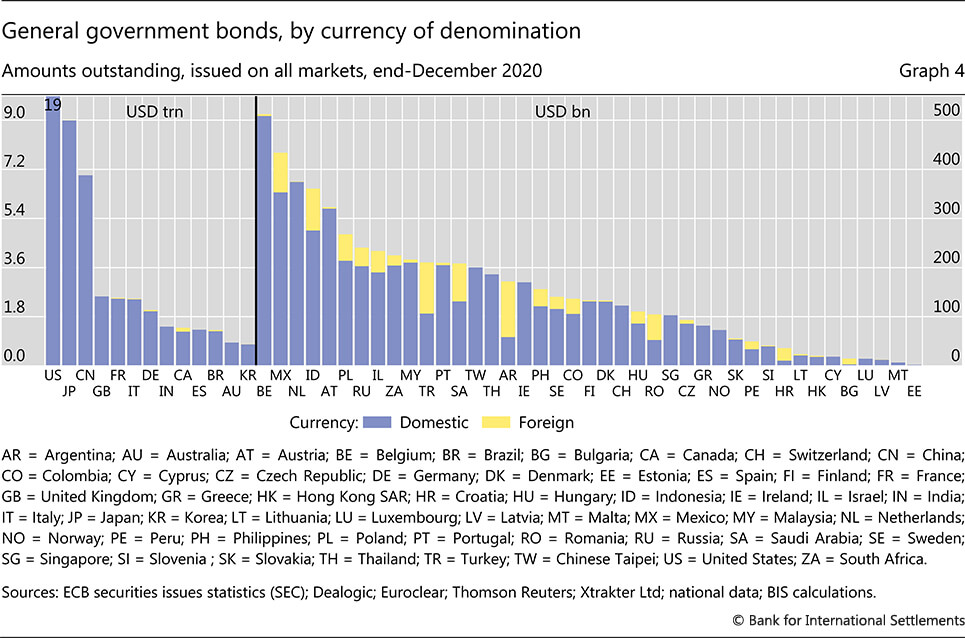 General government bonds, by currency of denomination
Amounts outstanding, issued on all markets, end-December 2020 Graph 4
19 USD trn USD bn
9.0 500
7.2 400
5.4 300
3.6 200
1.8 100
0.0 0
US CN FR DE CA BR KR MX ID PL IL MY PT TW AR PH CO DK HU SG GR SK SI LT CY LU MT
JP GB IT IN ES AU BE NL AT RU ZA TR SA TH IE SE FI CH RO CZ NO PE HR HK BG LV EE
Currency: Domestic Foreign
AR = Argentina; AU = Australia; AT = Austria; BE = Belgium; BR = Brazil; BG = Bulgaria; CA = Canada; CH = Switzerland; CN = China;
CO = Colombia; CY = Cyprus; CZ = Czech Republic; DE = Germany; DK = Denmark; EE = Estonia; ES = Spain; FI = Finland; FR = France;
GB = United Kingdom; GR = Greece; HK = Hong Kong SAR; HR = Croatia; HU = Hungary; ID = Indonesia; IE = Ireland; IL = Israel; IN = India;
IT = Italy; JP = Japan; KR = Korea; LT = Lithuania; LU = Luxembourg; LV = Latvia; MT = Malta; MX = Mexico; MY = Malaysia; NL = Netherlands;
NO = Norway; PE = Peru; PH = Philippines; PL = Poland; PT = Portugal; RO = Romania; RU = Russia; SA = Saudi Arabia; SE = Sweden;
SG = Singapore; SI = Slovenia ; SK = Slovakia; TH = Thailand; TR = Turkey; TW = Chinese Taipei; US = United States; ZA = South Africa.
Sources: ECB securities issues statistics (SEC); Dealogic; Euroclear; Thomson Reuters; Xtrakter Ltd; national data; BIS calculations.
© Bank for International Settlements